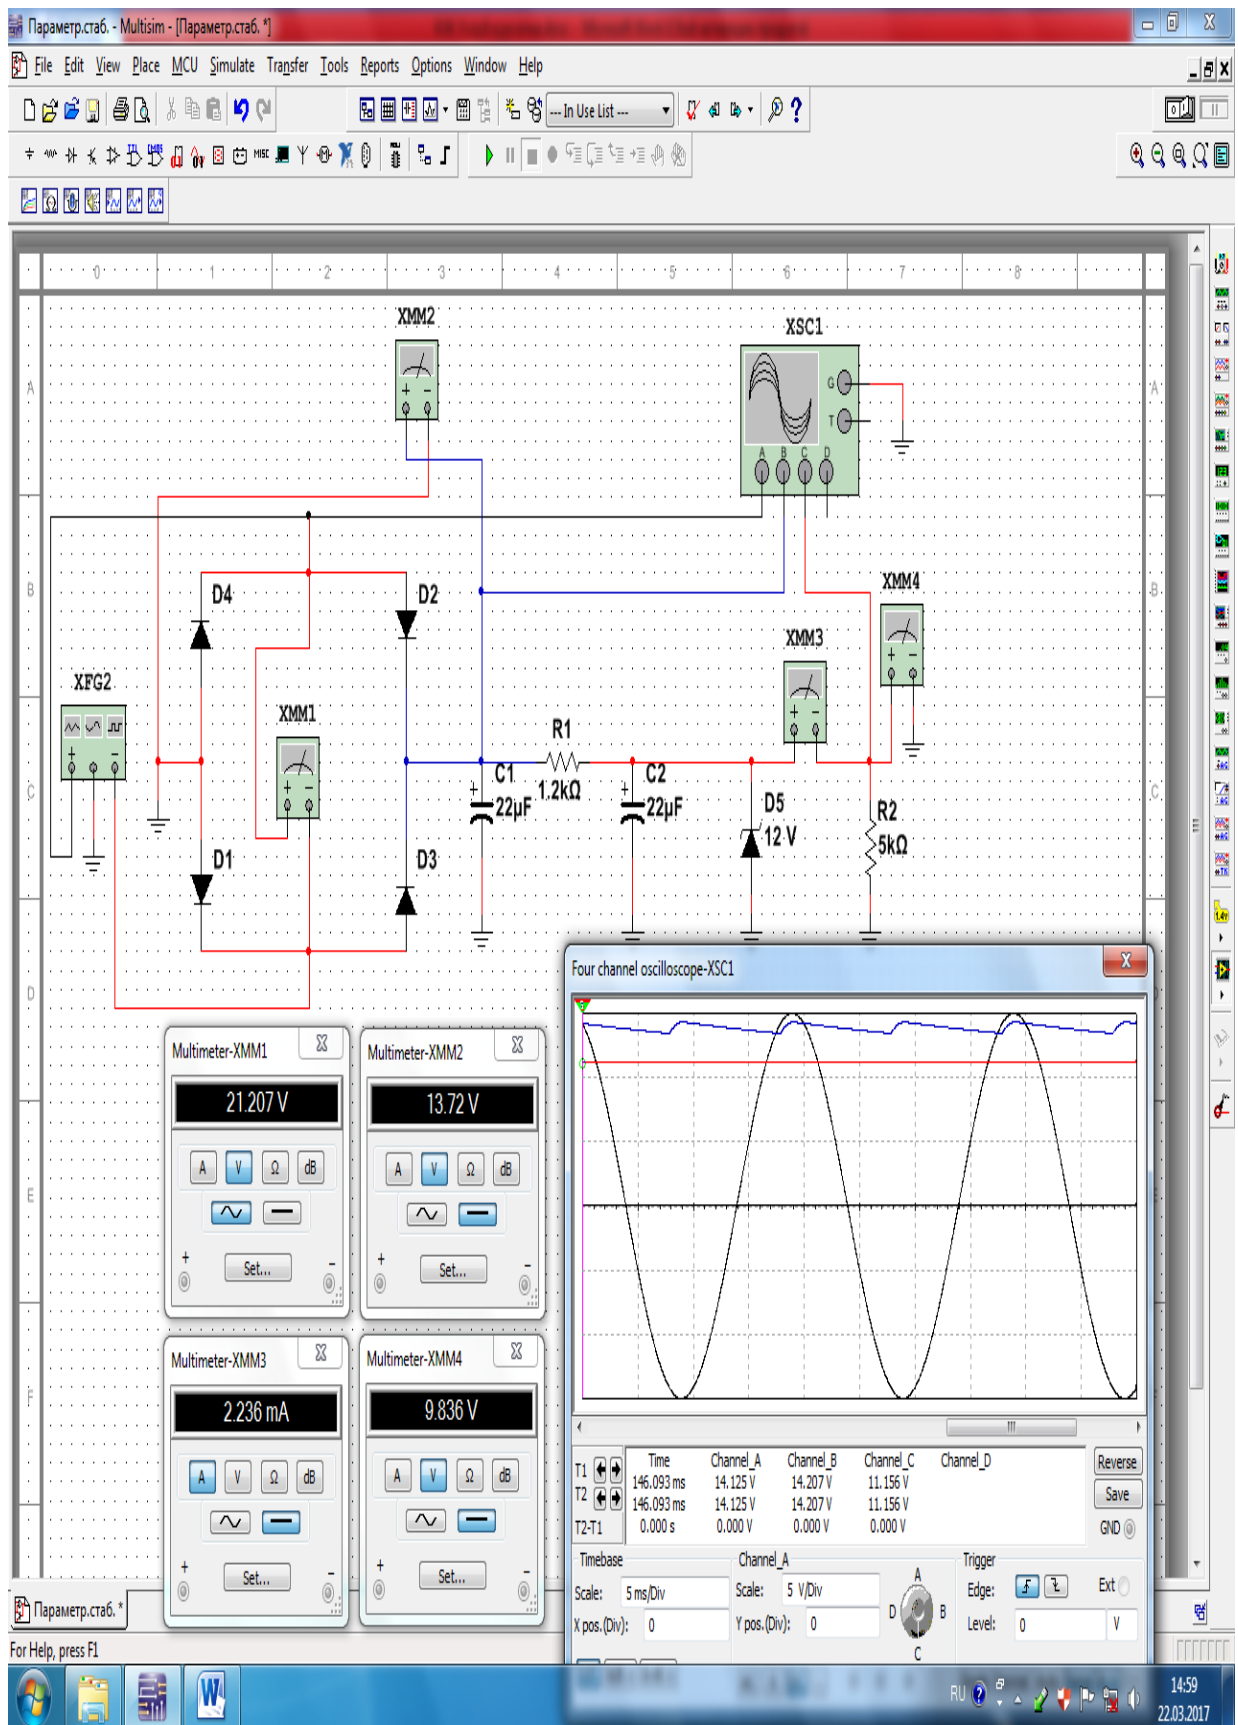 Параметр.стаб. - Multisim - [Параметр.стаб. *]
File Edit View Place MCU Simulate Transfer Tools Reports Options Window Help
--- In Use List ---
MISC
0 1 2 3 4 5 6 7 8
XMM2
XSC1
G
T
A B C D
A
A
B
B
D4
D2
XMM4
XMM3
XFG2
XMM1
R1
1.2kΩ
C1
22µF
C2
22µF
D5
12 V
R2
5kΩ
C
C
D1
D3
D
E
F
Four channel oscilloscope-XSC1
Multimeter-XMM1
21.207 V
A V Ω dB
Set...
Multimeter-XMM2
13.72 V
A V Ω dB
Set...
Multimeter-XMM3
2.236 mA
A V Ω dB
Set...
Multimeter-XMM4
9.836 V
A V Ω dB
Set...
Time Channel_A Channel_B Channel_C Channel_D
T1 146.093 ms 14.125 V 14.207 V 11.156 V
T2 146.093 ms 14.125 V 14.207 V 11.156 V
T2-T1 0.000 s 0.000 V 0.000 V 0.000 V
Reverse
Save
GND
Timebase
Scale: 5 ms/Div
X pos.(Div): 0
Channel_A
Scale: 5 V/Div
Y pos.(Div): 0
A
D B
C
Trigger
Edge: Ext
Level: 0 V
Параметр.стаб. *
For Help, press F1
RU
14:59
22.03.2017